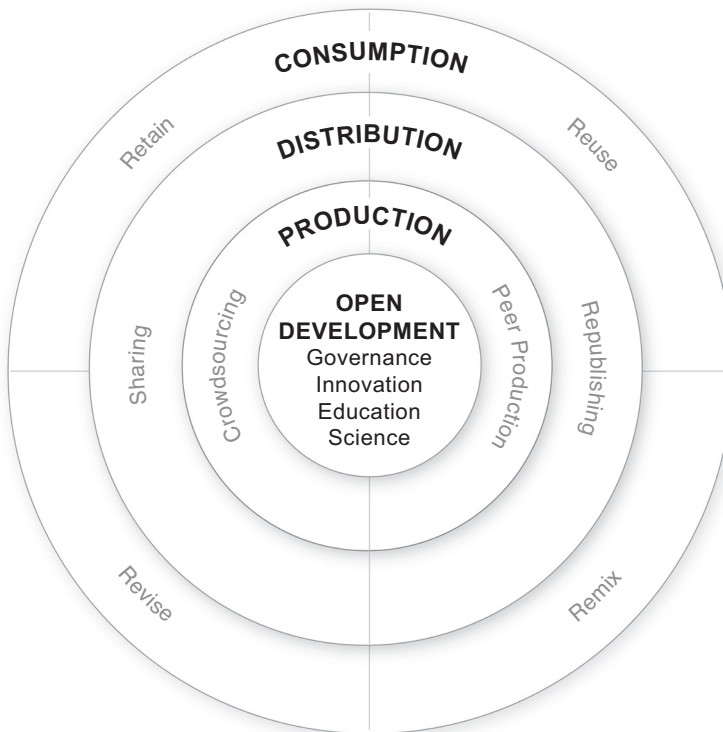 CONSUMPTION
Retain
Reuse
DISTRIBUTION
Sharing
Republishing
PRODUCTION
Crowdsourcing
Peer Production
OPEN
DEVELOPMENT
Governance
Innovation
Education
Science
Revise
Remix